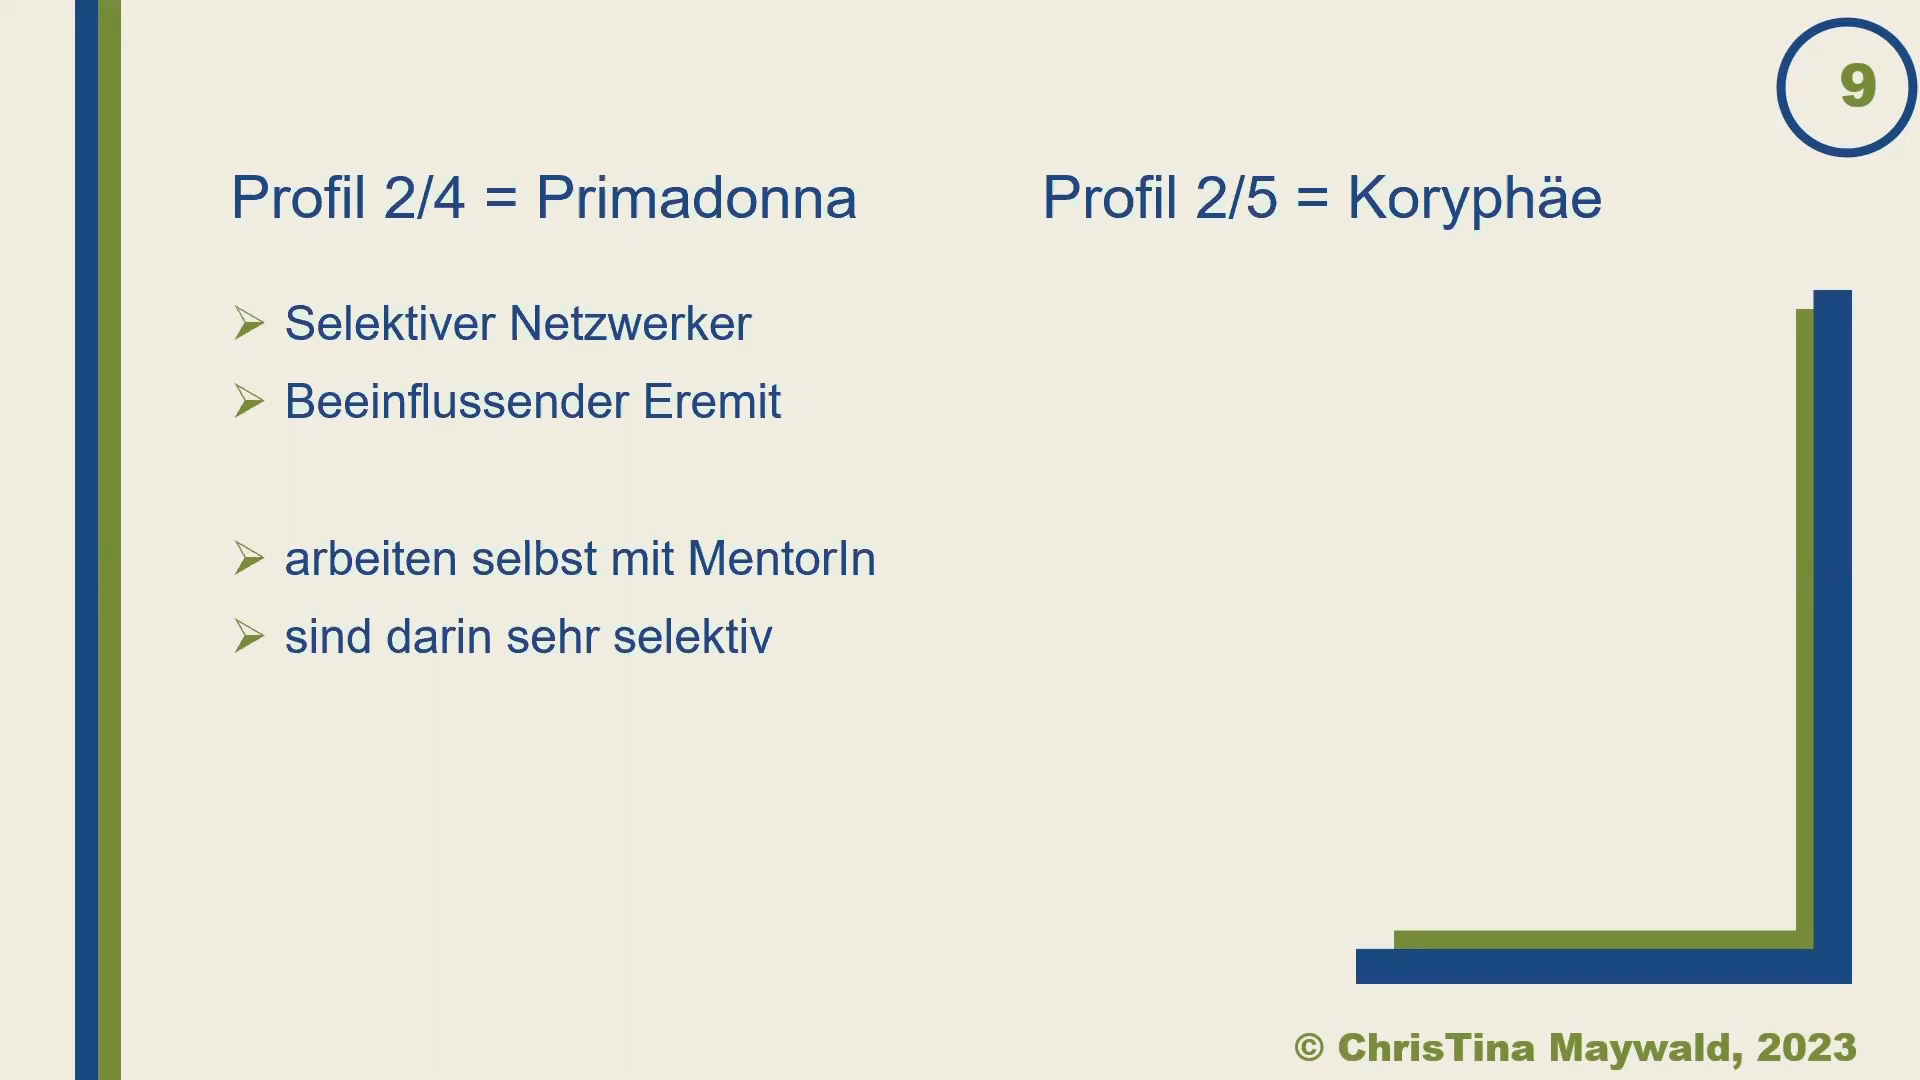 9
Profil 2/4 = Primadonna
Selektiver Netzwerker
Beeinflussender Eremit
arbeiten selbst mit MentorIn
sind darin sehr selektiv
Profil 2/5 = Koryphäe
© ChrisTina Maywald, 2023